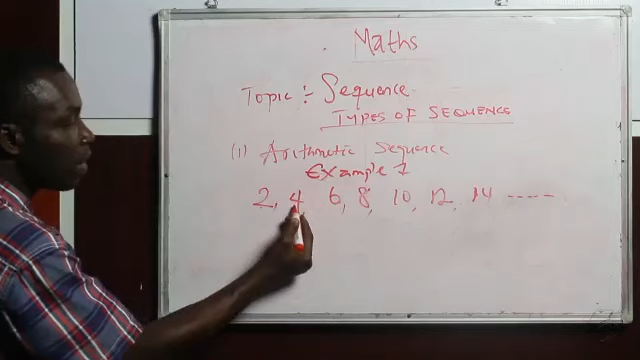 Maths
Topic :- Sequence
TYPES OF SEQUENCE
(1) Arithmetic Sequence
Example 1
2, 4 6, 8, 10, 12, 14 -----